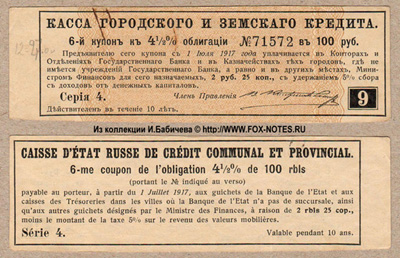 КАССА ГОРОДСКОГО И ЗЕМСКАГО КРЕДИТА.
6-й купон к 4½% облигации №71572 въ 100 руб.
Предъявителю сего купона съ 1 Іюля 1917 года уплачивается въ Конторахъ и
Отдѣленіяхъ Государственнаго Банка и въ Казначействахъ тѣхъ городовъ, гдѣ не
имѣется учрежденій Государственнаго Банка, а равно и въ другихъ мѣстахъ, Мини-
стромъ Финансовъ для сего назначаемыхъ, 2 руб. 25 коп., съ удержаніемъ 5% сбора
съ доходовъ отъ денежныхъ капиталовъ.
Серія 4. Членъ Правленія
Дѣйствителенъ въ теченіе 10 лѣтъ.
9
Из коллекции И.Бабичева
http://www.FOX-NOTES.RU
CAISSE D'ÉTAT RUSSE DE CRÉDIT COMMUNAL ET PROVINCIAL.
6-me coupon de l'obligation 4½% de 100 rbls
(portant le № indiqué au verso)
payable au porteur, à partir du 1 Juillet 1917, aux guichets de la Banque de l'Etat et aux
caisses des Trésoreries dans les villes où la Banque de l'Etat n'a pas de succursale, ainsi
qu'aux autres guichets désignés par le Ministre des Finances, à raison de 2 rbls 25 cop.,
moins le montant de la taxe 5% sur le revenu des valeurs mobilières.
Série 4. Valable pendant 10 ans.